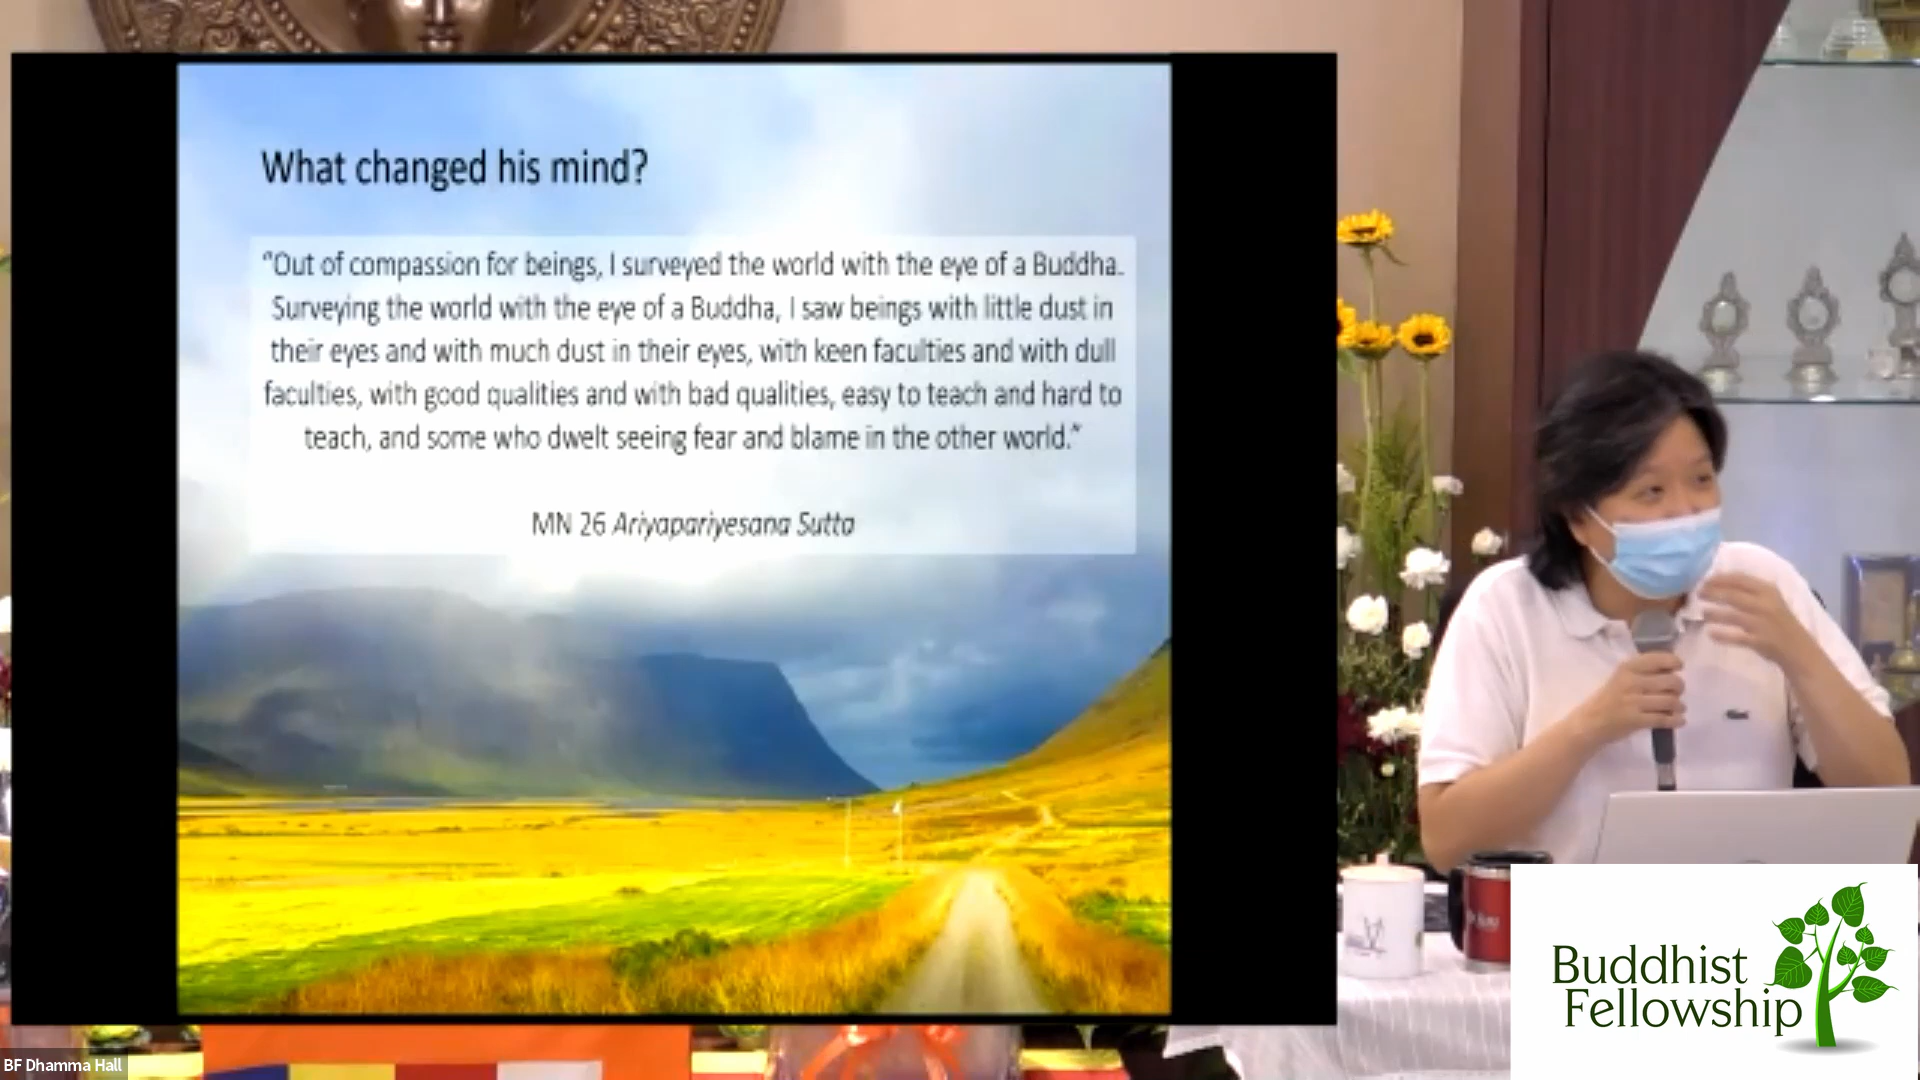 What changed his mind?
“Out of compassion for beings, I surveyed the world with the eye of a Buddha.
Surveying the world with the eye of a Buddha, I saw beings with little dust in
their eyes and with much dust in their eyes, with keen faculties and with dull
faculties, with good qualities and with bad qualities, easy to teach and hard to
teach, and some who dwelt seeing fear and blame in the other world.”
MN 26 Ariyapariyesana Sutta
Buddhist
Fellowship
BF Dhamma Hall